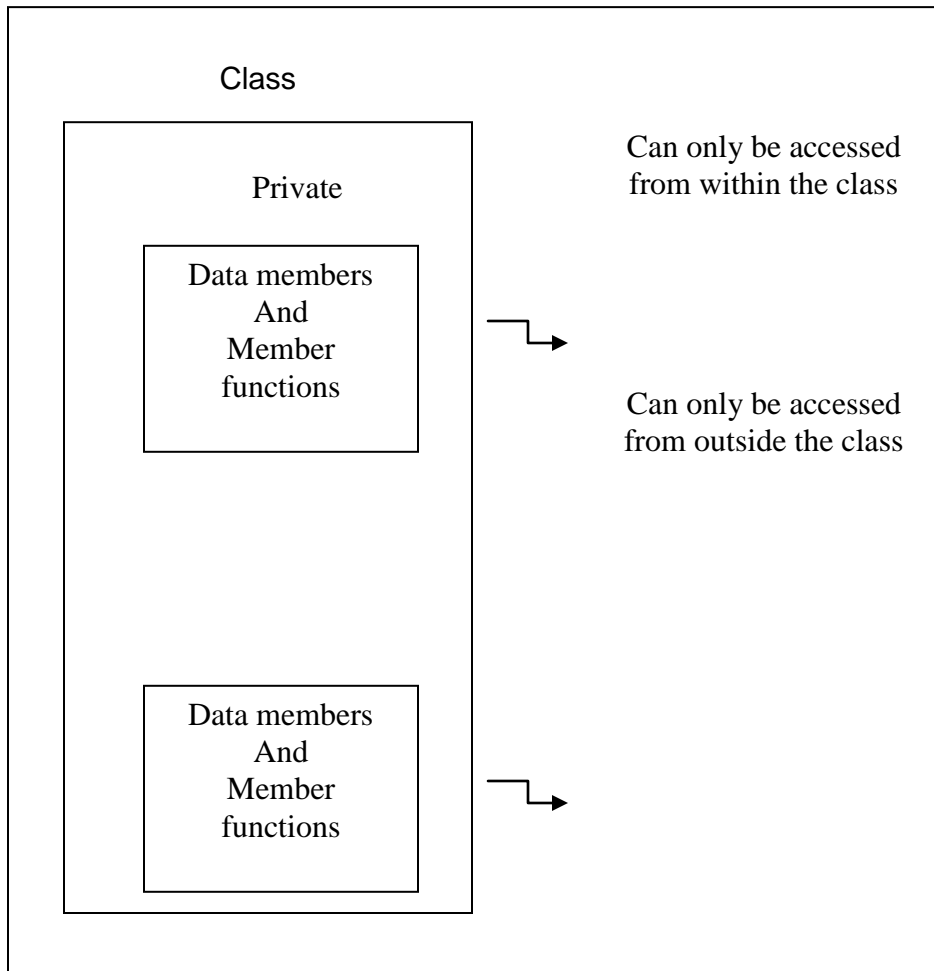 Class
Can only be accessed
from within the class
Private
Data members
And
Member
functions
Can only be accessed
from outside the class
Data members
And
Member
functions